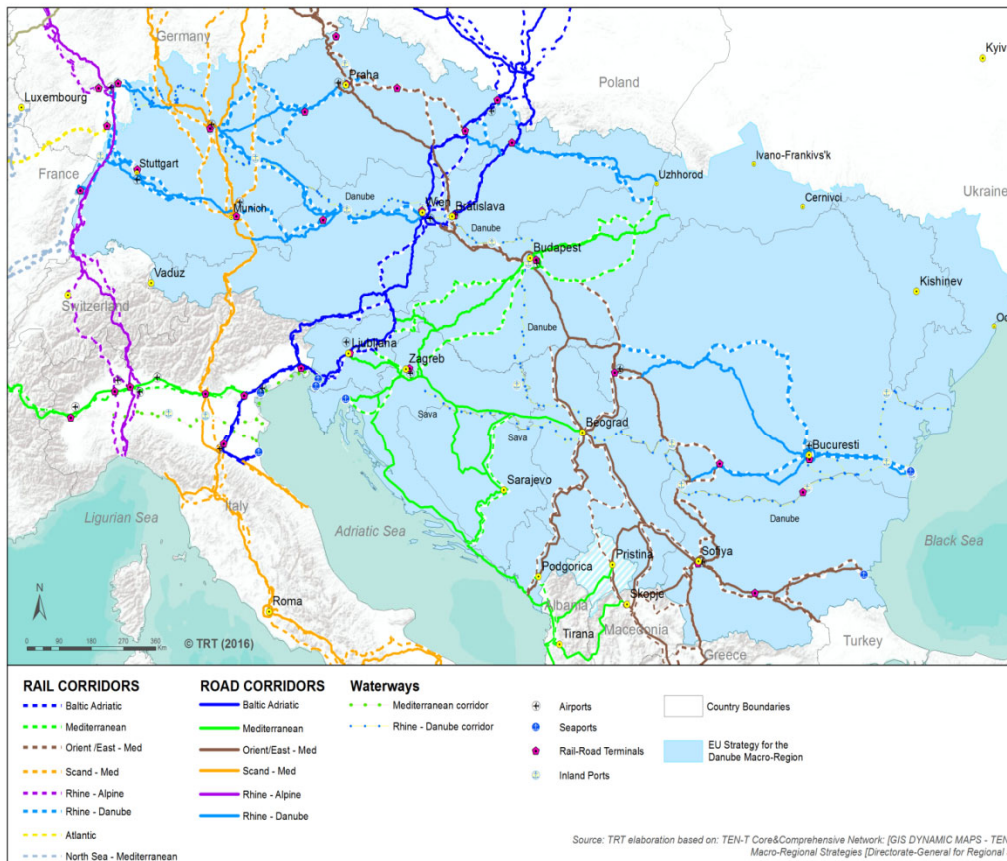 Germany
Kyiv
Praha
Luxembourg
Poland
France
Stuttgart
Ivano-Frankivs'k
Uzhhorod
Ukraine
Cernivci
Danube
Wien
Munich
Bratislava
Danube
Budapest
Vaduz
Kishinev
Switzerland
Danube
Ljubljana
Zagreb
Sava
Beograd
Sava
Bucuresti
Sarajevo
Danube
Ligurian Sea
Italy
Adriatic Sea
Black Sea
Podgorica
Pristina
Sofiya
Albania
Skopje
Roma
Macedonia
Tirana
Turkey
Greece
N
0 90 180 270 360
Km
© TRT (2016)
RAIL CORRIDORS
Baltic Adriatic
Mediterranean
Orient /East - Med
Scand - Med
Rhine - Alpine
Rhine - Danube
Atlantic
North Sea - Mediterranean
ROAD CORRIDORS
Baltic Adriatic
Mediterranean
Orient/East - Med
Scand - Med
Rhine - Alpine
Rhine - Danube
Waterways
Mediterranean corridor
Rhine - Danube corridor
Airports
Seaports
Rail-Road Terminals
Inland Ports
Country Boundaries
EU Strategy for the
Danube Macro-Region
Source: TRT elaboration based on: TEN-T Core&Comprehensive Network: [GIS DYNAMIC MAPS - TEN
Macro-Regional Strategies [Directorate-General for Regional